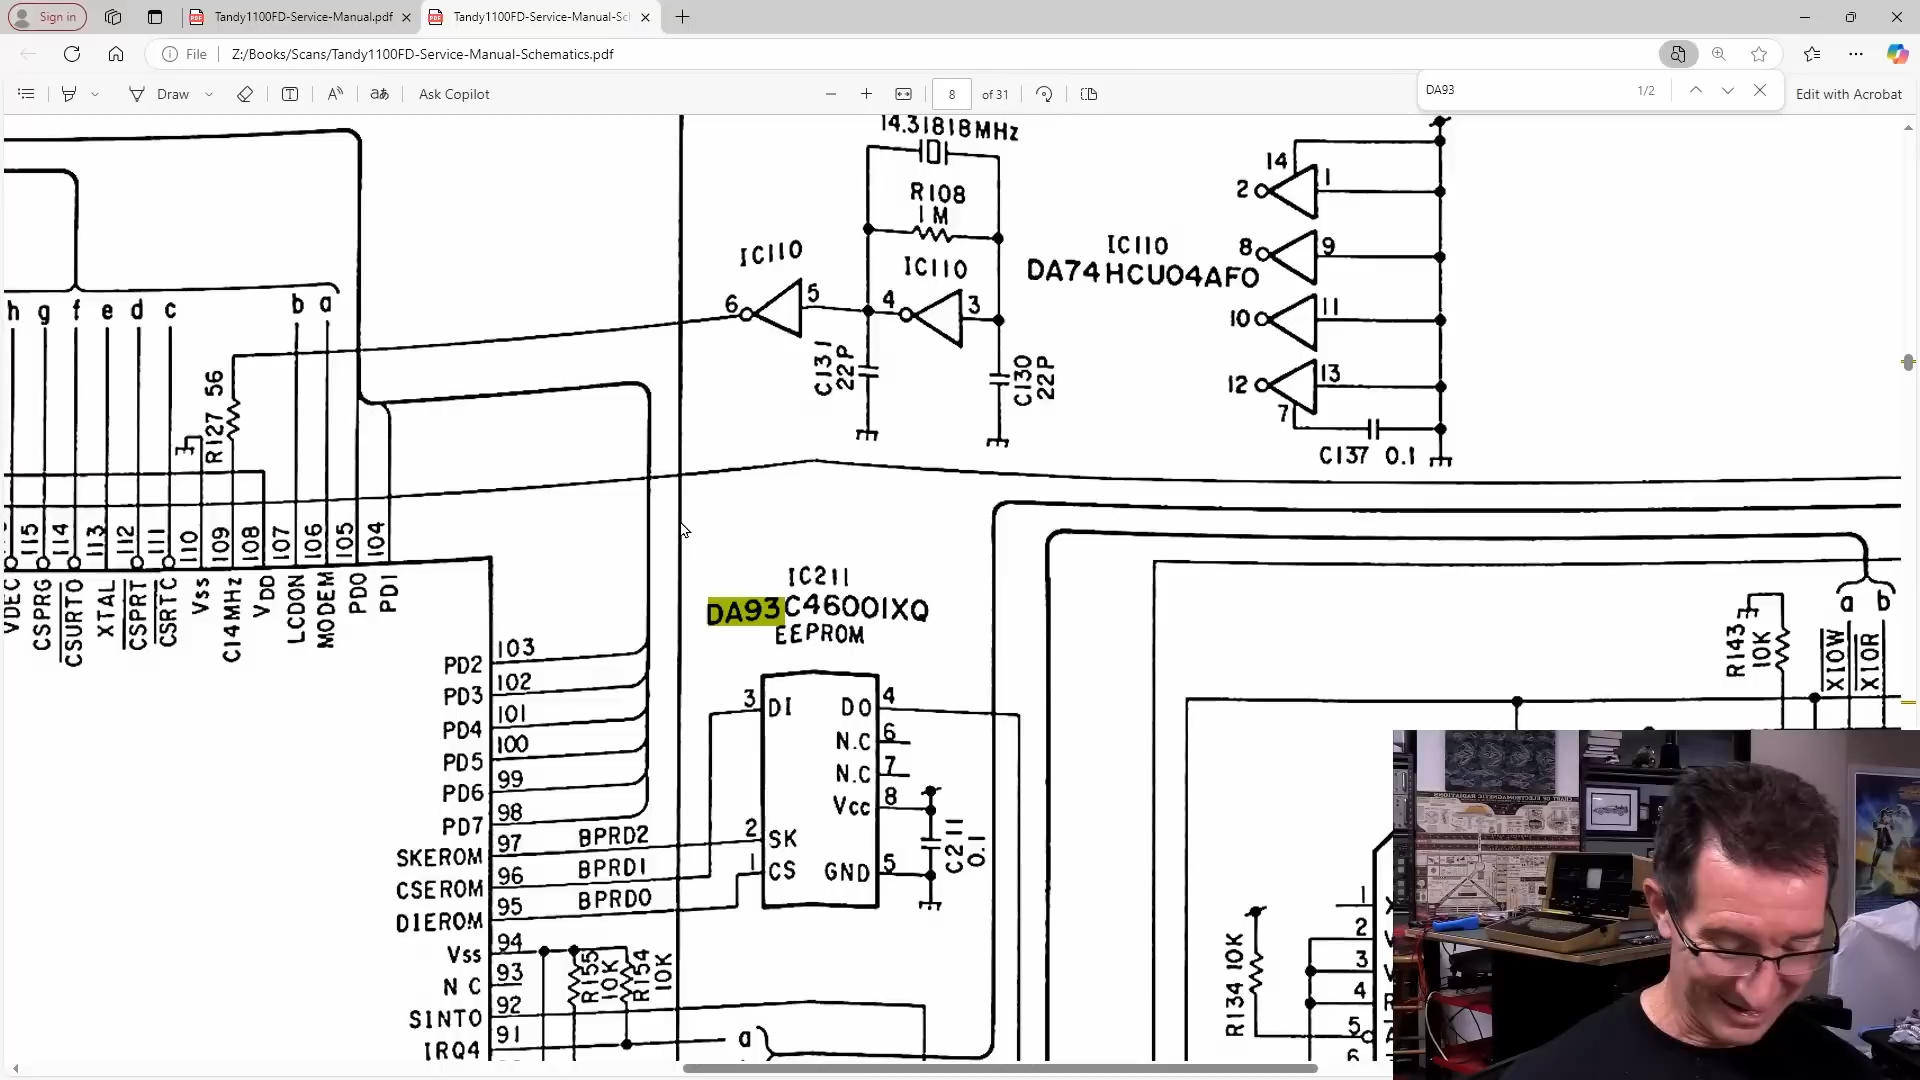 Sign in
Tandy1100FD-Service-Manual.pdf
Tandy1100FD-Service-Manual-Sc
File
Z:/Books/Scans/Tandy1100FD-Service-Manual-Schematics.pdf
Draw
Ask Copilot
8 of 31
DA93
1/2
Edit with Acrobat
14.31818MHz
R108
1M
IC110
IC110
IC110
DA74HCU04AF0
6
5
4
3
14
2
1
8
9
10
11
12
13
7
C131
22P
C130
22P
C137 0.1
h g f e d c b a
R127 56
115
114
113
112
111
110
109
108
107
106
105
104
VDEC
CSPRG
CSURTO
XTAL
CSPRT
CSRTC
Vss
C14MHz
VDD
LCDON
MODEM
PD0
PD1
IC211
DA93C46001XQ
EEPROM
PD2 103
PD3 102
PD4 101
PD5 100
PD6 99
PD7 98
SKEROM 97 BPRD2
CSEROM 96 BPRD1
DIEROM 95 BPRD0
Vss 94
N C 93
SINTO 92
IRQ4 91
R155
10K
R154
10K
a
3 DI
2 SK
1 CS
DO 4
N.C 6
N.C 7
Vcc 8
GND 5
C211
0.1
a b
R143
10K
XIOW
XIOR
R134 10K
1
2
3
4
5
6